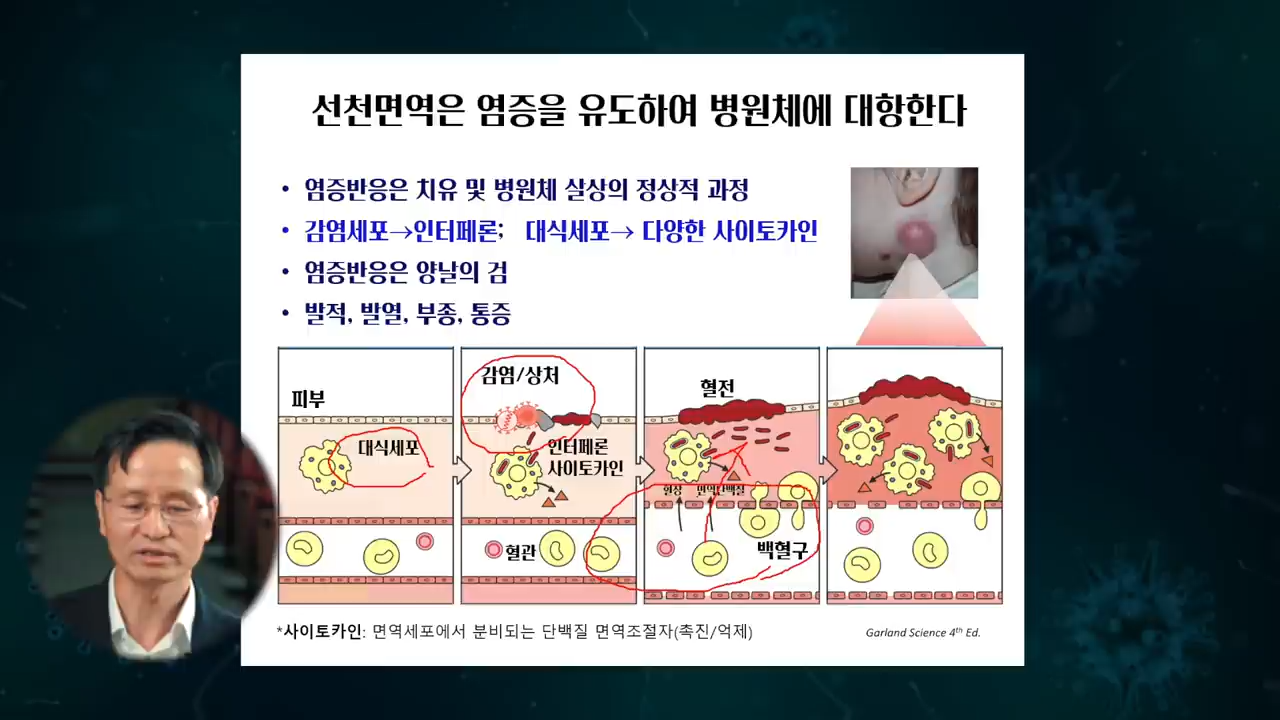 선천면역은 염증을 유도하여 병원체에 대항한다
• 염증반응은 치유 및 병원체 살상의 정상적 과정
• 감염세포→인터페론; 대식세포→ 다양한 사이토카인
• 염증반응은 양날의 검
• 발적, 발열, 부종, 통증
피부
대식세포
감염/상처
인터페론
사이토카인
혈관
혈전
혈장 면역단백질
백혈구
*사이토카인: 면역세포에서 분비되는 단백질 면역조절자(촉진/억제)
Garland Science 4th Ed.